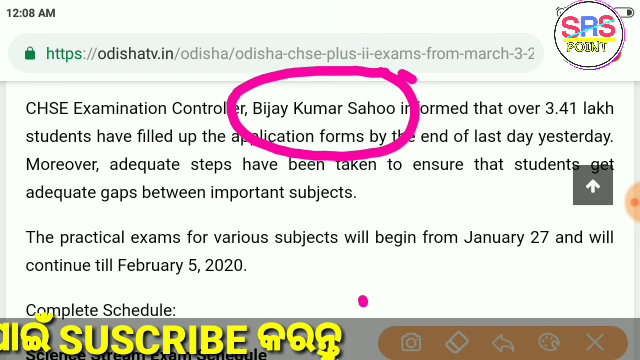 12:08 AM
SRS
POINT
https://odishatv.in/odisha/odisha-chse-plus-ii-exams-from-march-3-2
CHSE Examination Controller, Bijay Kumar Sahoo informed that over 3.41 lakh
students have filled up the application forms by the end of last day yesterday.
Moreover, adequate steps have been taken to ensure that students get
adequate gaps between important subjects.
The practical exams for various subjects will begin from January 27 and will
continue till February 5, 2020.
Complete Schedule:
ପାଇଁ SUSCRIBE କରନ୍ତୁ
Science Stream Exam Schedule